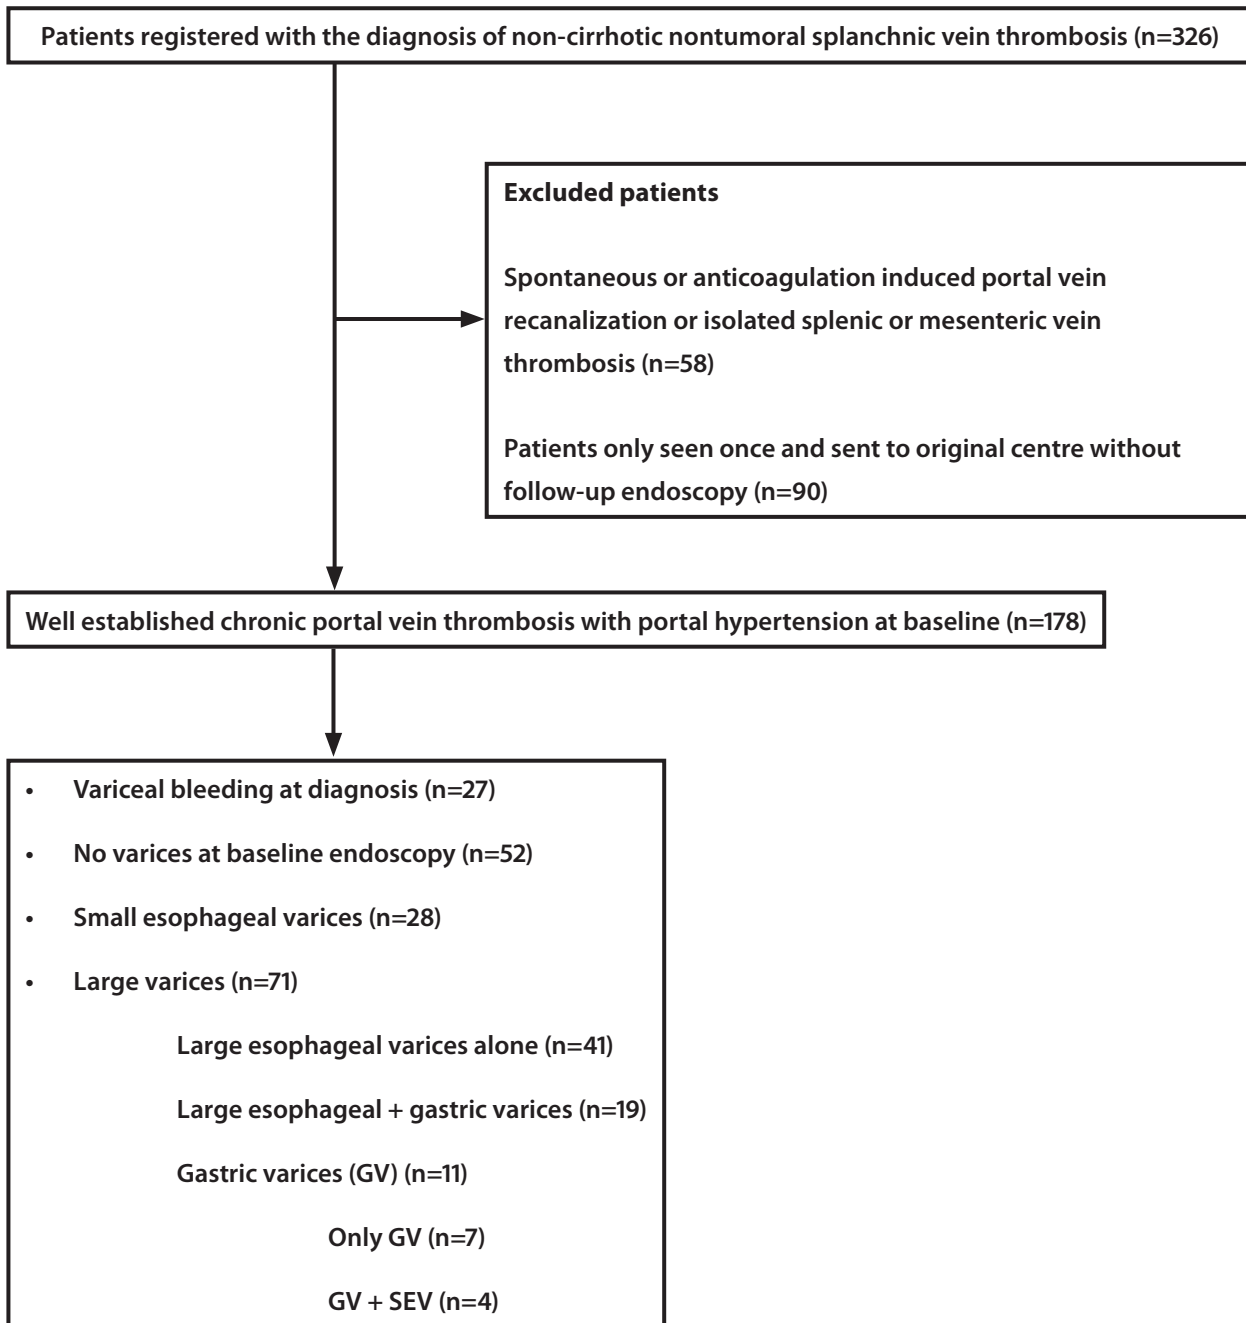 Patients registered with the diagnosis of non-cirrhotic nontumoral splanchnic vein thrombosis (n=326)
Excluded patients
Spontaneous or anticoagulation induced portal vein
recanalization or isolated splenic or mesenteric vein
thrombosis (n=58)
Patients only seen once and sent to original centre without
follow-up endoscopy (n=90)
Well established chronic portal vein thrombosis with portal hypertension at baseline (n=178)
• Variceal bleeding at diagnosis (n=27)
• No varices at baseline endoscopy (n=52)
• Small esophageal varices (n=28)
• Large varices (n=71)
Large esophageal varices alone (n=41)
Large esophageal + gastric varices (n=19)
Gastric varices (GV) (n=11)
Only GV (n=7)
GV + SEV (n=4)